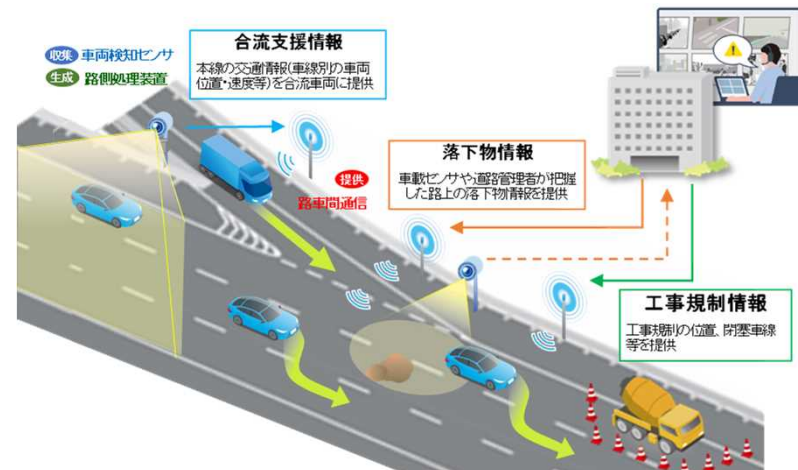 収集 車両検知センサ
生成 路側処理装置
合流支援情報
本線の交通情報(車線別の車両
位置・速度等)を合流車両に提供
提供
路車間通信
落下物情報
車載センサや道路管理者が把握
した路上の落下物情報を提供
工事規制情報
工事規制の位置、閉塞車線
等を提供